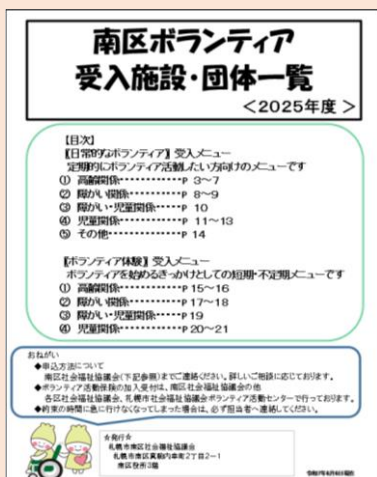 南区ボランティア
受入施設・団体一覧
＜2025年度 ＞
【目次】
【日常的なボランティア】受入メニュー
定期的にボランティア活動したい方向けのメニューです
① 高齢関係・・・・・・・・・・・・P 3～7
② 障がい関係・・・・・・・・・・・P 8～9
③ 障がい・児童関係・・・・・P 10
④ 児童関係・・・・・・・・・・・・P 11～13
⑤ その他・・・・・・・・・・・・・・P 14
【ボランティア体験】受入メニュー
ボランティアを始めるきっかけとしての短期・不定期メニューです
① 高齢関係・・・・・・・・・・・・P 15～16
② 障がい関係・・・・・・・・・・・P 17～18
③ 障がい・児童関係・・・・・P 19
④ 児童関係・・・・・・・・・・・・P 20～21
おねがい
◆申込方法について
南区社会福祉協議会(下記参照)までご連絡ください。詳しいご相談に応じております。
◆ボランティア活動保険の加入受付は、南区社会福祉協議会の他
各区社会福祉協議会、札幌市社会福祉協議会ボランティア活動センターで行っております。
◆約束の時間に急に行けなくなってしまった場合は、必ず担当者へ連絡してください。
☆発行☆
札幌市南区社会福祉協議会
札幌市南区真駒内幸町2丁目2－1
南区役所3階